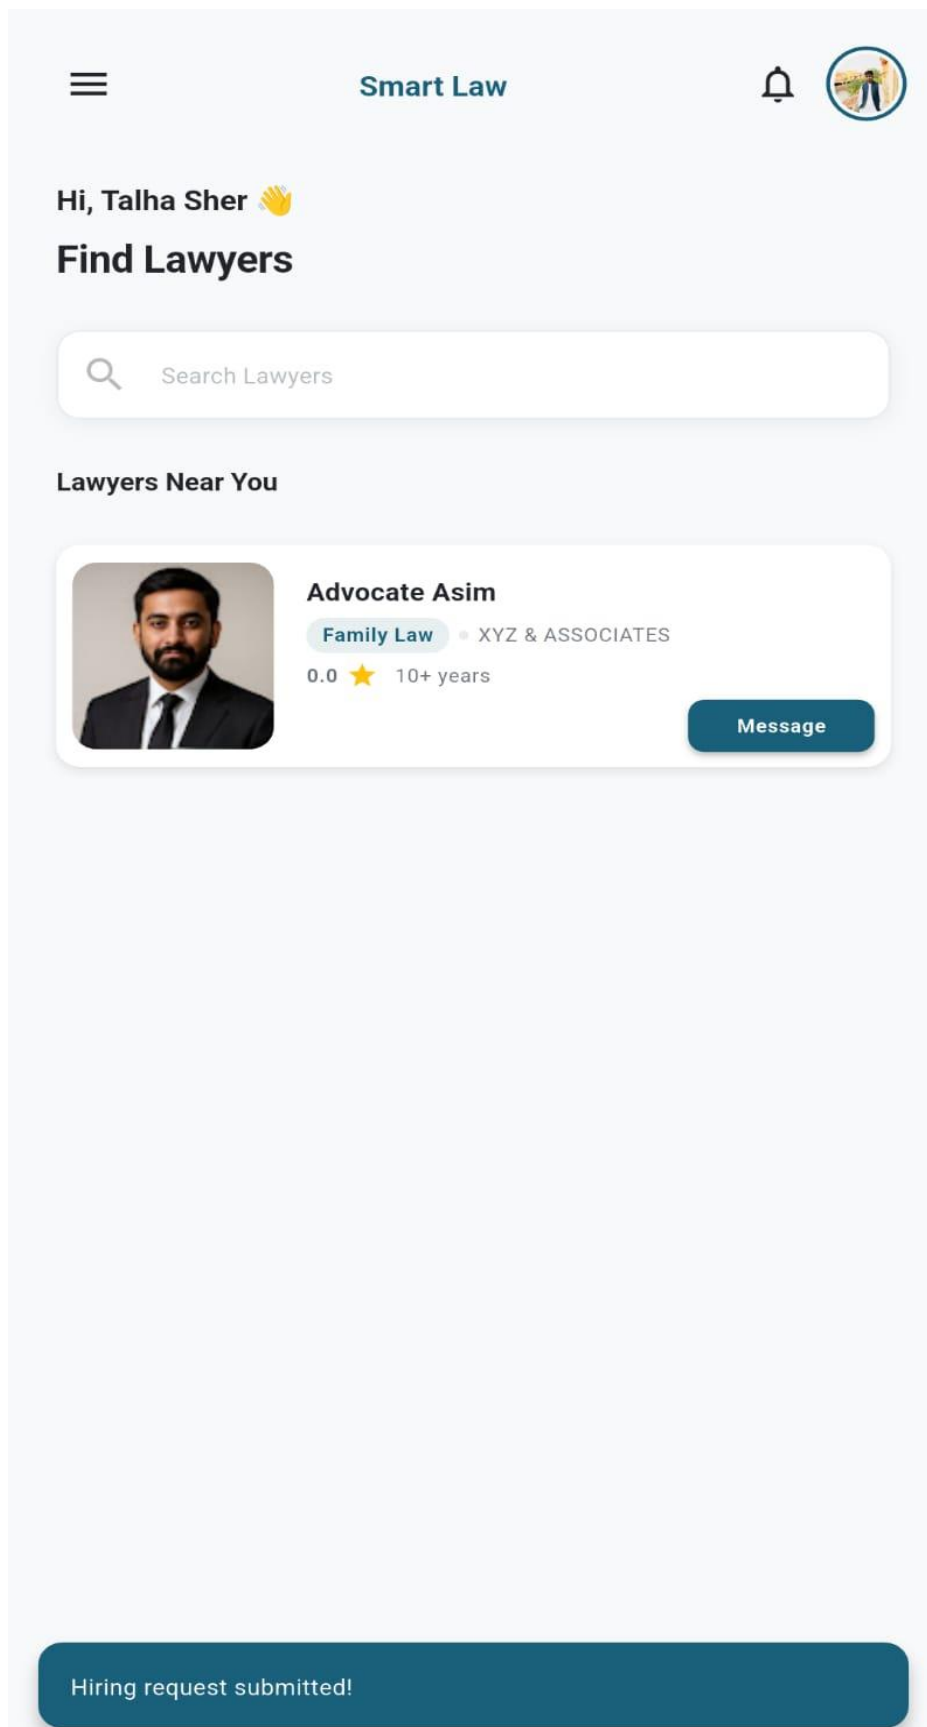 Smart Law
Hi, Talha Sher 👋
Find Lawyers
Search Lawyers
Lawyers Near You
Advocate Asim
Family Law • XYZ & ASSOCIATES
0.0 ⭐ 10+ years
Message
Hiring request submitted!